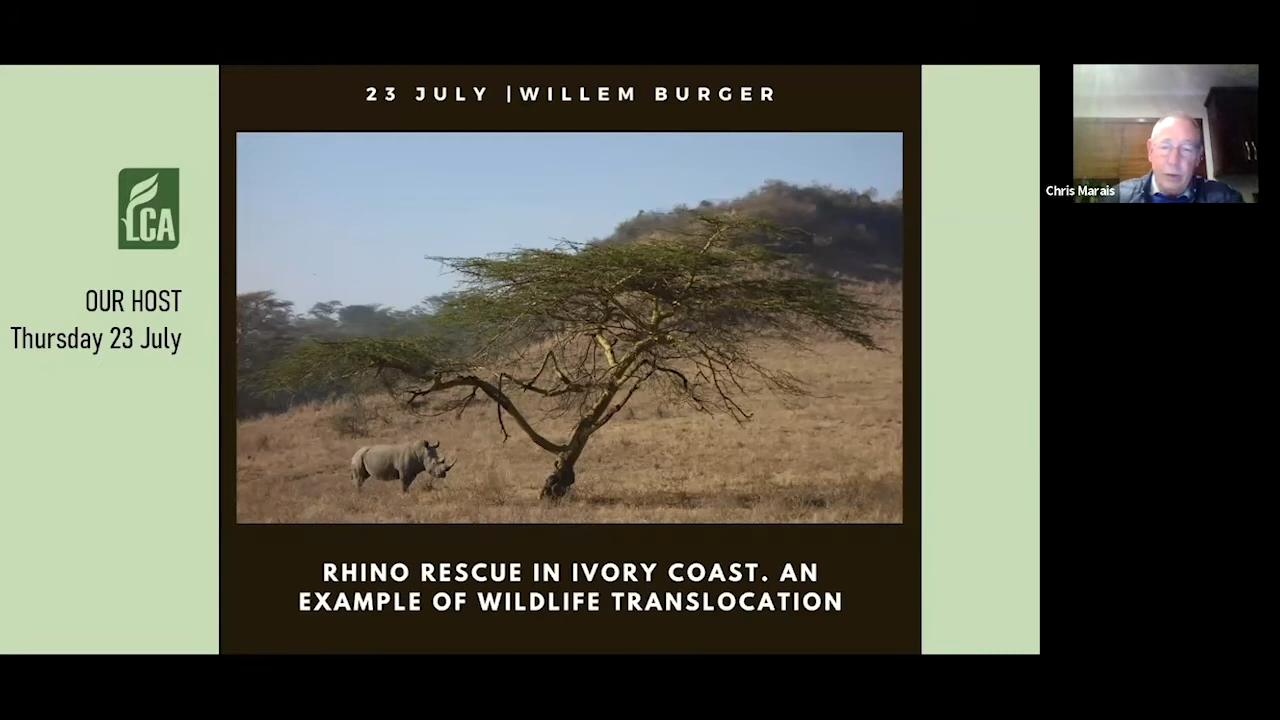 23 JULY |WILLEM BURGER
LCA
OUR HOST
Thursday 23 July
RHINO RESCUE IN IVORY COAST. AN
EXAMPLE OF WILDLIFE TRANSLOCATION
Chris Marais